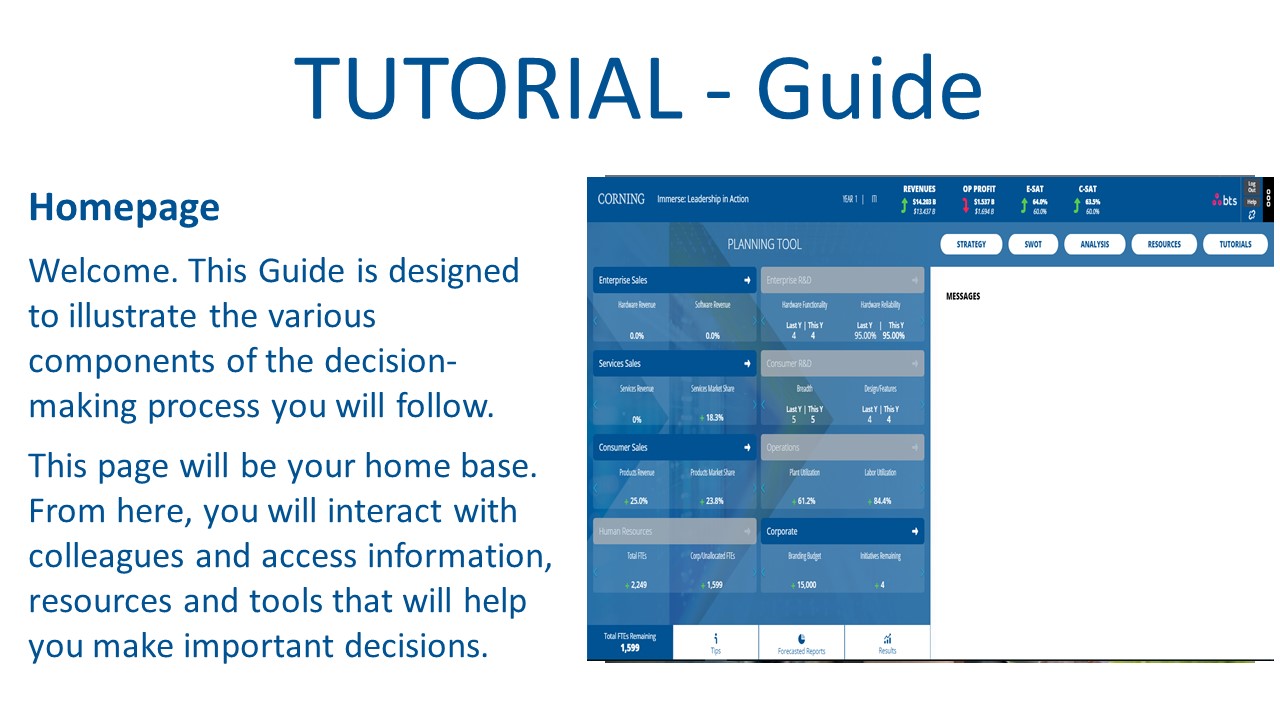 TUTORIAL - Guide
Homepage
Welcome. This Guide is designed
to illustrate the various
components of the decision-
making process you will follow.
This page will be your home base.
From here, you will interact with
colleagues and access information,
resources and tools that will help
you make important decisions.
CORNING Immerse: Leadership in Action
YEAR 1 |
REVENUES OP PROFIT E-SAT C-SAT
$14.203 B $1.537 B 64.0% 63.5%
$13.437 B $1.694 B 60.0% 60.0%
bts
Log
Out
Help
PLANNING TOOL
STRATEGY SWOT ANALYSIS RESOURCES TUTORIALS
MESSAGES
Enterprise Sales Enterprise R&D
Hardware Revenue Software Revenue Hardware Functionality Hardware Reliability
Last Y | This Y Last Y | This Y
0.0% 0.0% 4 4 95.00% 95.00%
Services Sales Consumer R&D
Services Revenue Services Market Share Breadth Design/Features
Last Y | This Y Last Y | This Y
0% + 18.3% 5 5 4 4
Consumer Sales Operations
Products Revenue Products Market Share Plant Utilization Labor Utilization
+ 25.0% + 23.8% + 61.2% + 84.4%
Human Resources Corporate
Total FTEs Corp/Unallocated FTEs Branding Budget Initiatives Remaining
+ 2,249 + 1,599 + 15,000 + 4
Total FTEs Remaining
1,599
Tips Forecasted Reports Results